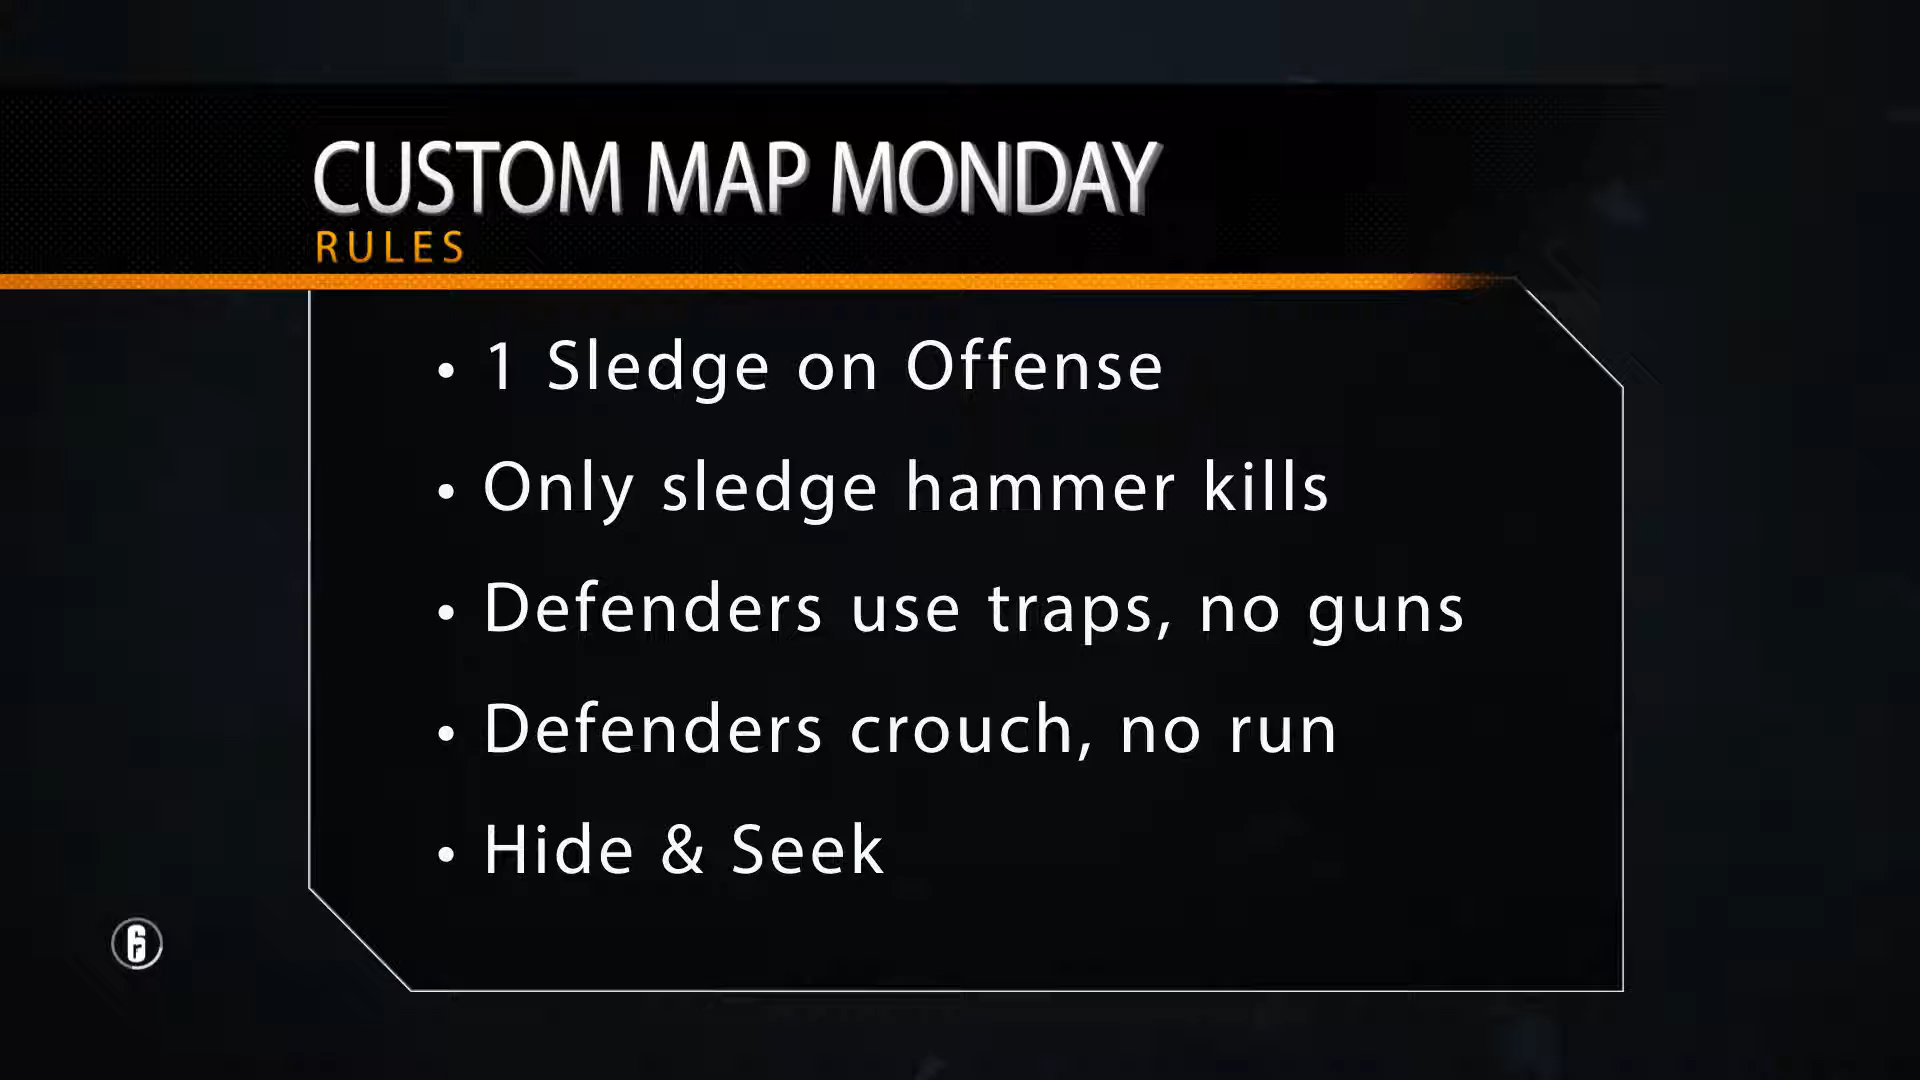 CUSTOM MAP MONDAY
RULES
• 1 Sledge on Offense
• Only sledge hammer kills
• Defenders use traps, no guns
• Defenders crouch, no run
• Hide & Seek
6